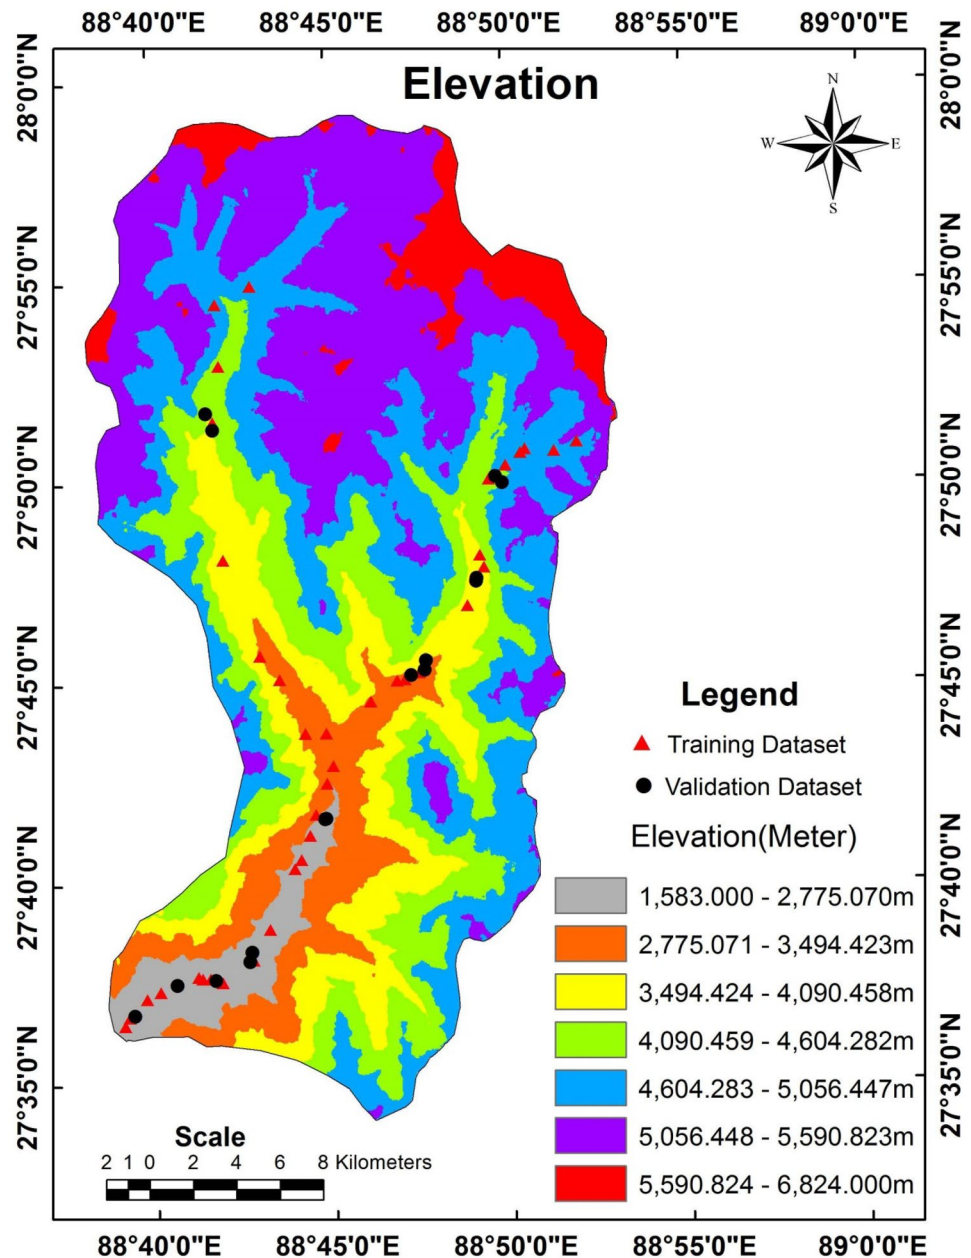 88°40'0"E 88°45'0"E 88°50'0"E 88°55'0"E 89°0'0"E
Elevation
N
W E
S
28°0'0"N
27°55'0"N
27°50'0"N
27°45'0"N
27°40'0"N
27°35'0"N
28°0'0"N
27°55'0"N
27°50'0"N
27°45'0"N
27°40'0"N
27°35'0"N
Legend
Training Dataset
Validation Dataset
Elevation(Meter)
1,583.000 - 2,775.070m
2,775.071 - 3,494.423m
3,494.424 - 4,090.458m
4,090.459 - 4,604.282m
4,604.283 - 5,056.447m
5,056.448 - 5,590.823m
5,590.824 - 6,824.000m
Scale
2 1 0 2 4 6 8 Kilometers
88°40'0"E 88°45'0"E 88°50'0"E 88°55'0"E 89°0'0"E